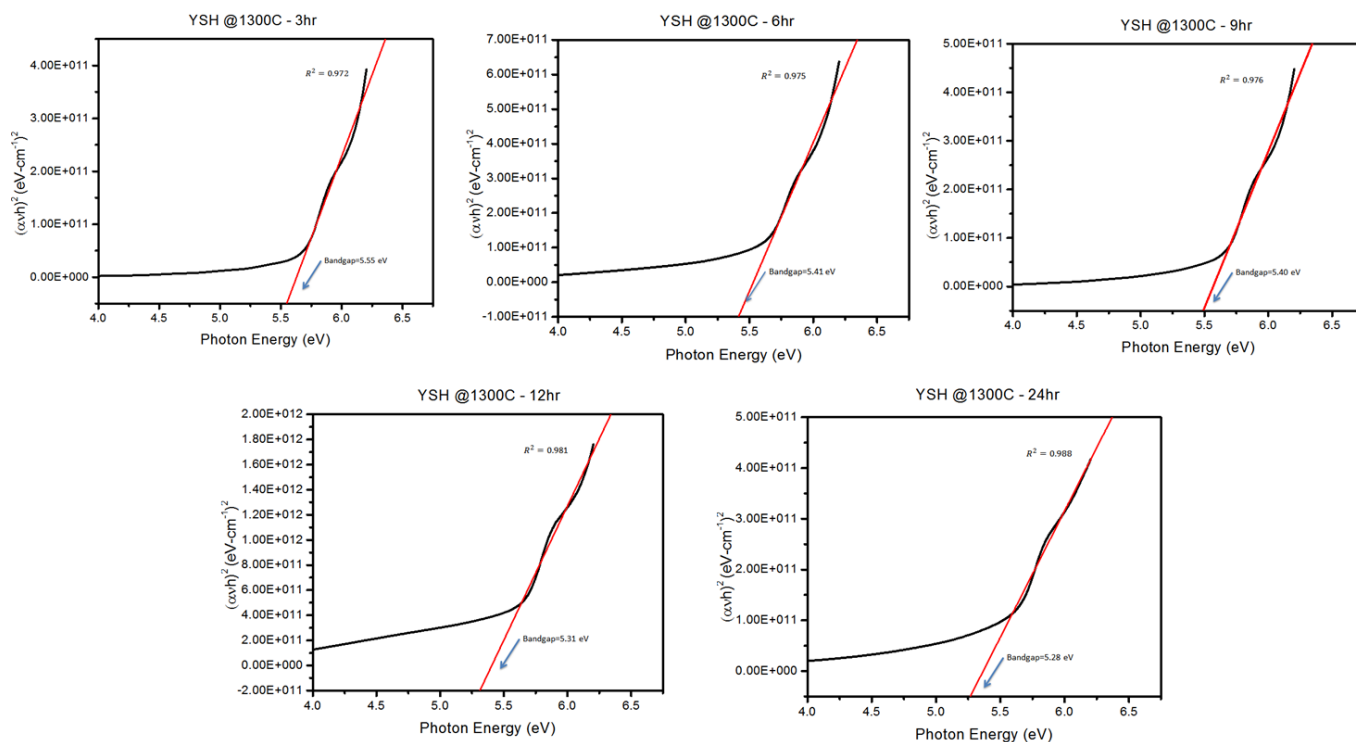 YSH @1300C - 3hr
(ανh)² (eV-cm⁻¹)²
4.00E+011
3.00E+011
2.00E+011
1.00E+011
0.00E+000
R² = 0.972
Bandgap=5.55 eV
4.0 4.5 5.0 5.5 6.0 6.5
Photon Energy (eV)
YSH @1300C - 6hr
(ανh)² (eV-cm⁻¹)²
7.00E+011
6.00E+011
5.00E+011
4.00E+011
3.00E+011
2.00E+011
1.00E+011
0.00E+000
-1.00E+011
R² = 0.975
Bandgap=5.41 eV
4.0 4.5 5.0 5.5 6.0 6.5
Photon Energy (eV)
YSH @1300C - 9hr
(ανh)² (eV-cm⁻¹)²
5.00E+011
4.00E+011
3.00E+011
2.00E+011
1.00E+011
0.00E+000
R² = 0.976
Bandgap=5.40 eV
4.0 4.5 5.0 5.5 6.0 6.5
Photon Energy (eV)
YSH @1300C - 12hr
(ανh)² (eV-cm⁻¹)²
2.00E+012
1.80E+012
1.60E+012
1.40E+012
1.20E+012
1.00E+012
8.00E+011
6.00E+011
4.00E+011
2.00E+011
0.00E+000
-2.00E+011
R² = 0.981
Bandgap=5.31 eV
4.0 4.5 5.0 5.5 6.0 6.5
Photon Energy (eV)
YSH @1300C - 24hr
(ανh)² (eV-cm⁻¹)²
5.00E+011
4.00E+011
3.00E+011
2.00E+011
1.00E+011
0.00E+000
R² = 0.988
Bandgap=5.28 eV
4.0 4.5 5.0 5.5 6.0 6.5
Photon Energy (eV)